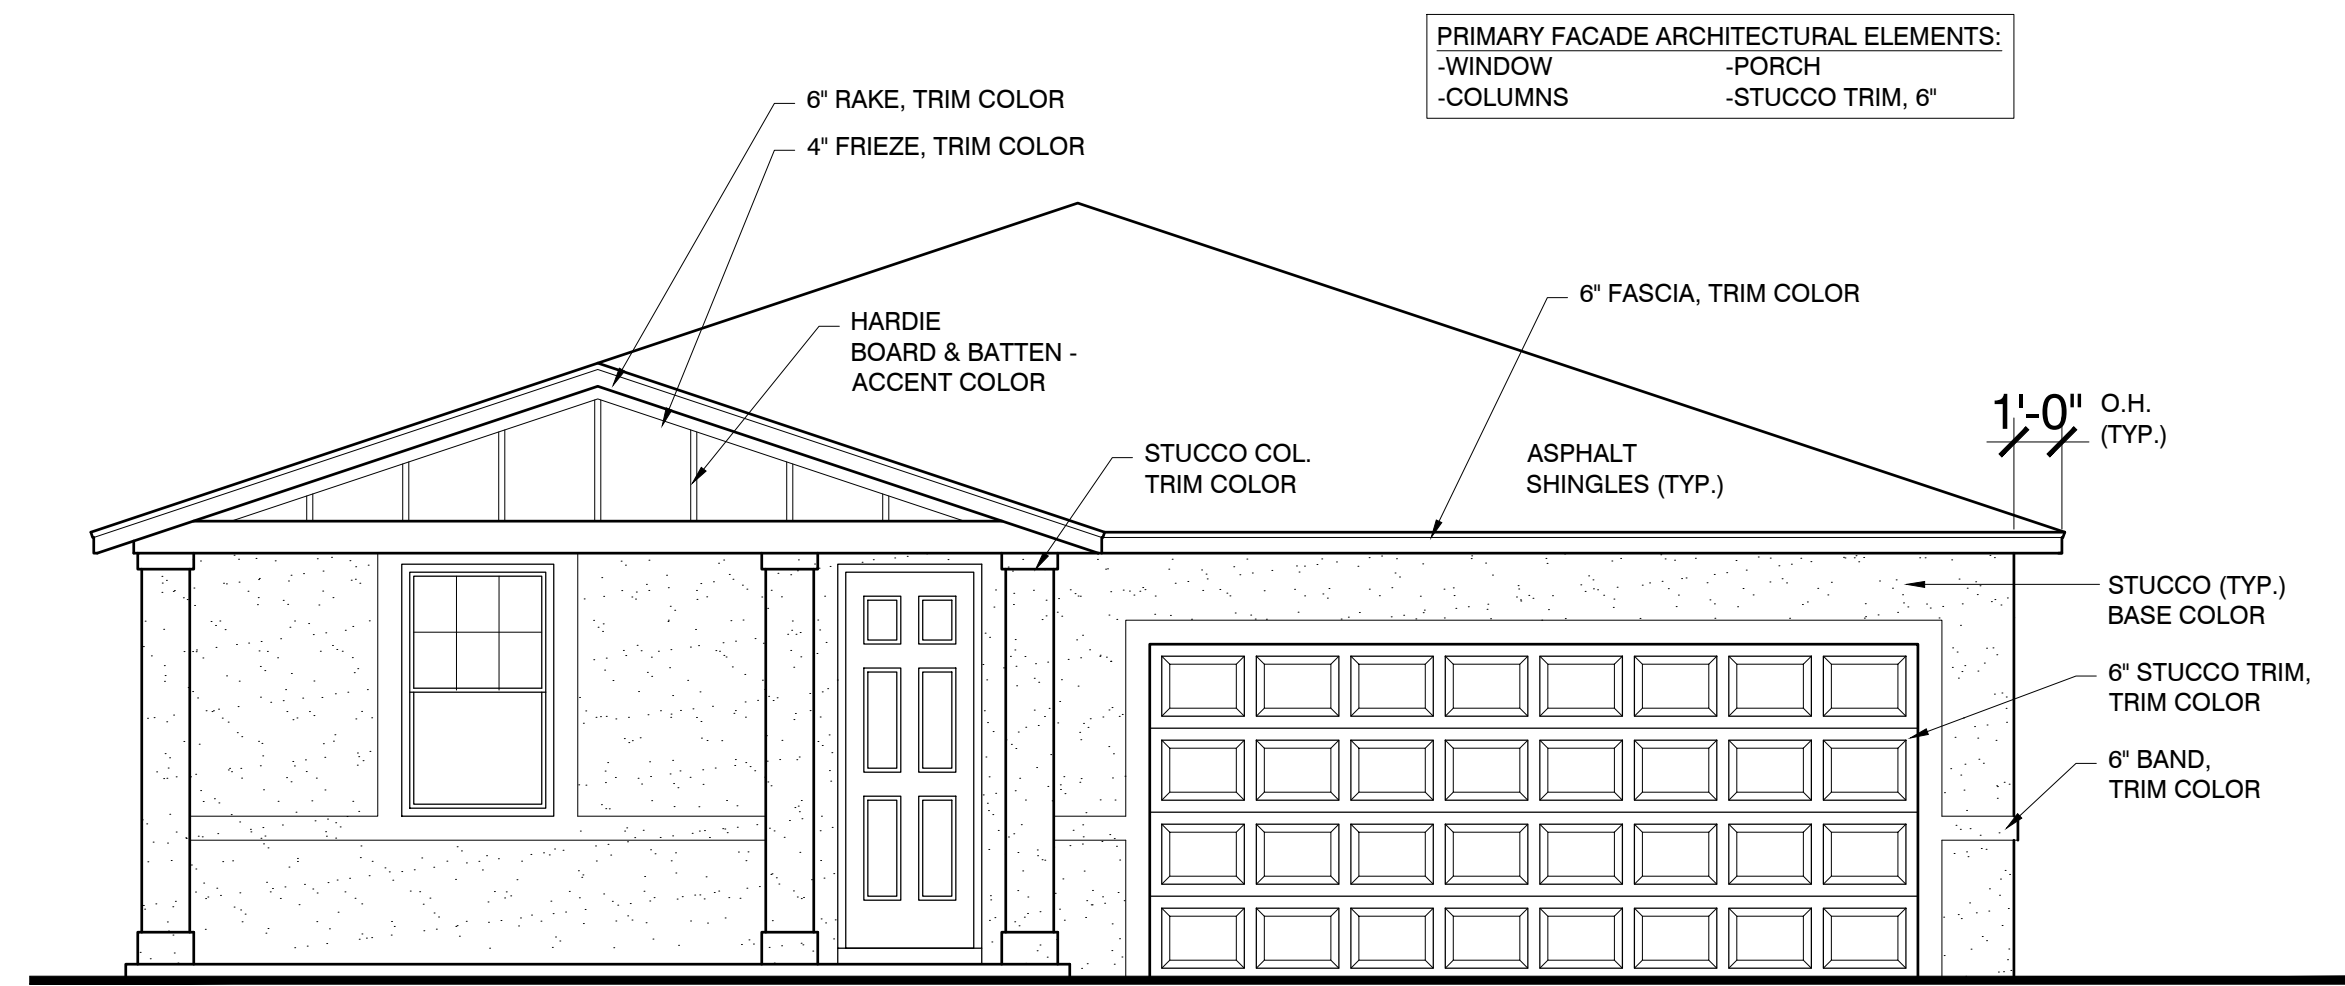 PRIMARY FACADE ARCHITECTURAL ELEMENTS:
-WINDOW -PORCH
-COLUMNS -STUCCO TRIM, 6"
6" RAKE, TRIM COLOR
4" FRIEZE, TRIM COLOR
6" FASCIA, TRIM COLOR
HARDIE
BOARD & BATTEN -
ACCENT COLOR
1'-0" O.H.
(TYP.)
STUCCO COL.
TRIM COLOR
ASPHALT
SHINGLES (TYP.)
STUCCO (TYP.)
BASE COLOR
6" STUCCO TRIM,
TRIM COLOR
6" BAND,
TRIM COLOR